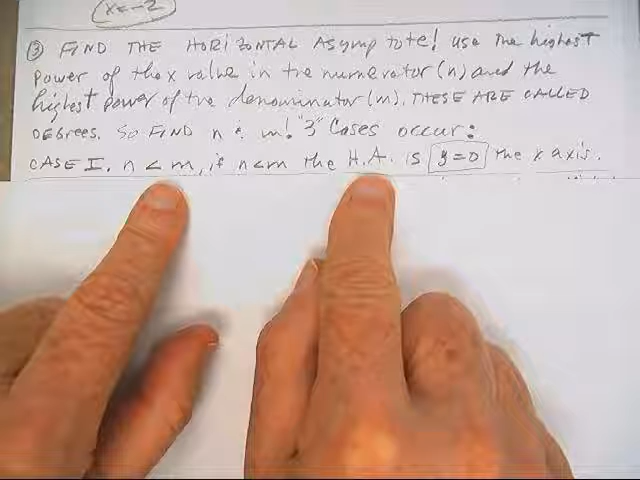 x=-2
③ FIND THE HORIZONTAL Asymptote! use the highest
power of the x value in the numerator (n) and the
highest power of the denominator (m). THESE ARE CALLED
DEgrees. So FIND n & m! "3" Cases occur:
CASE I. n < m, if n<m the H.A. is y=0 the x axis.